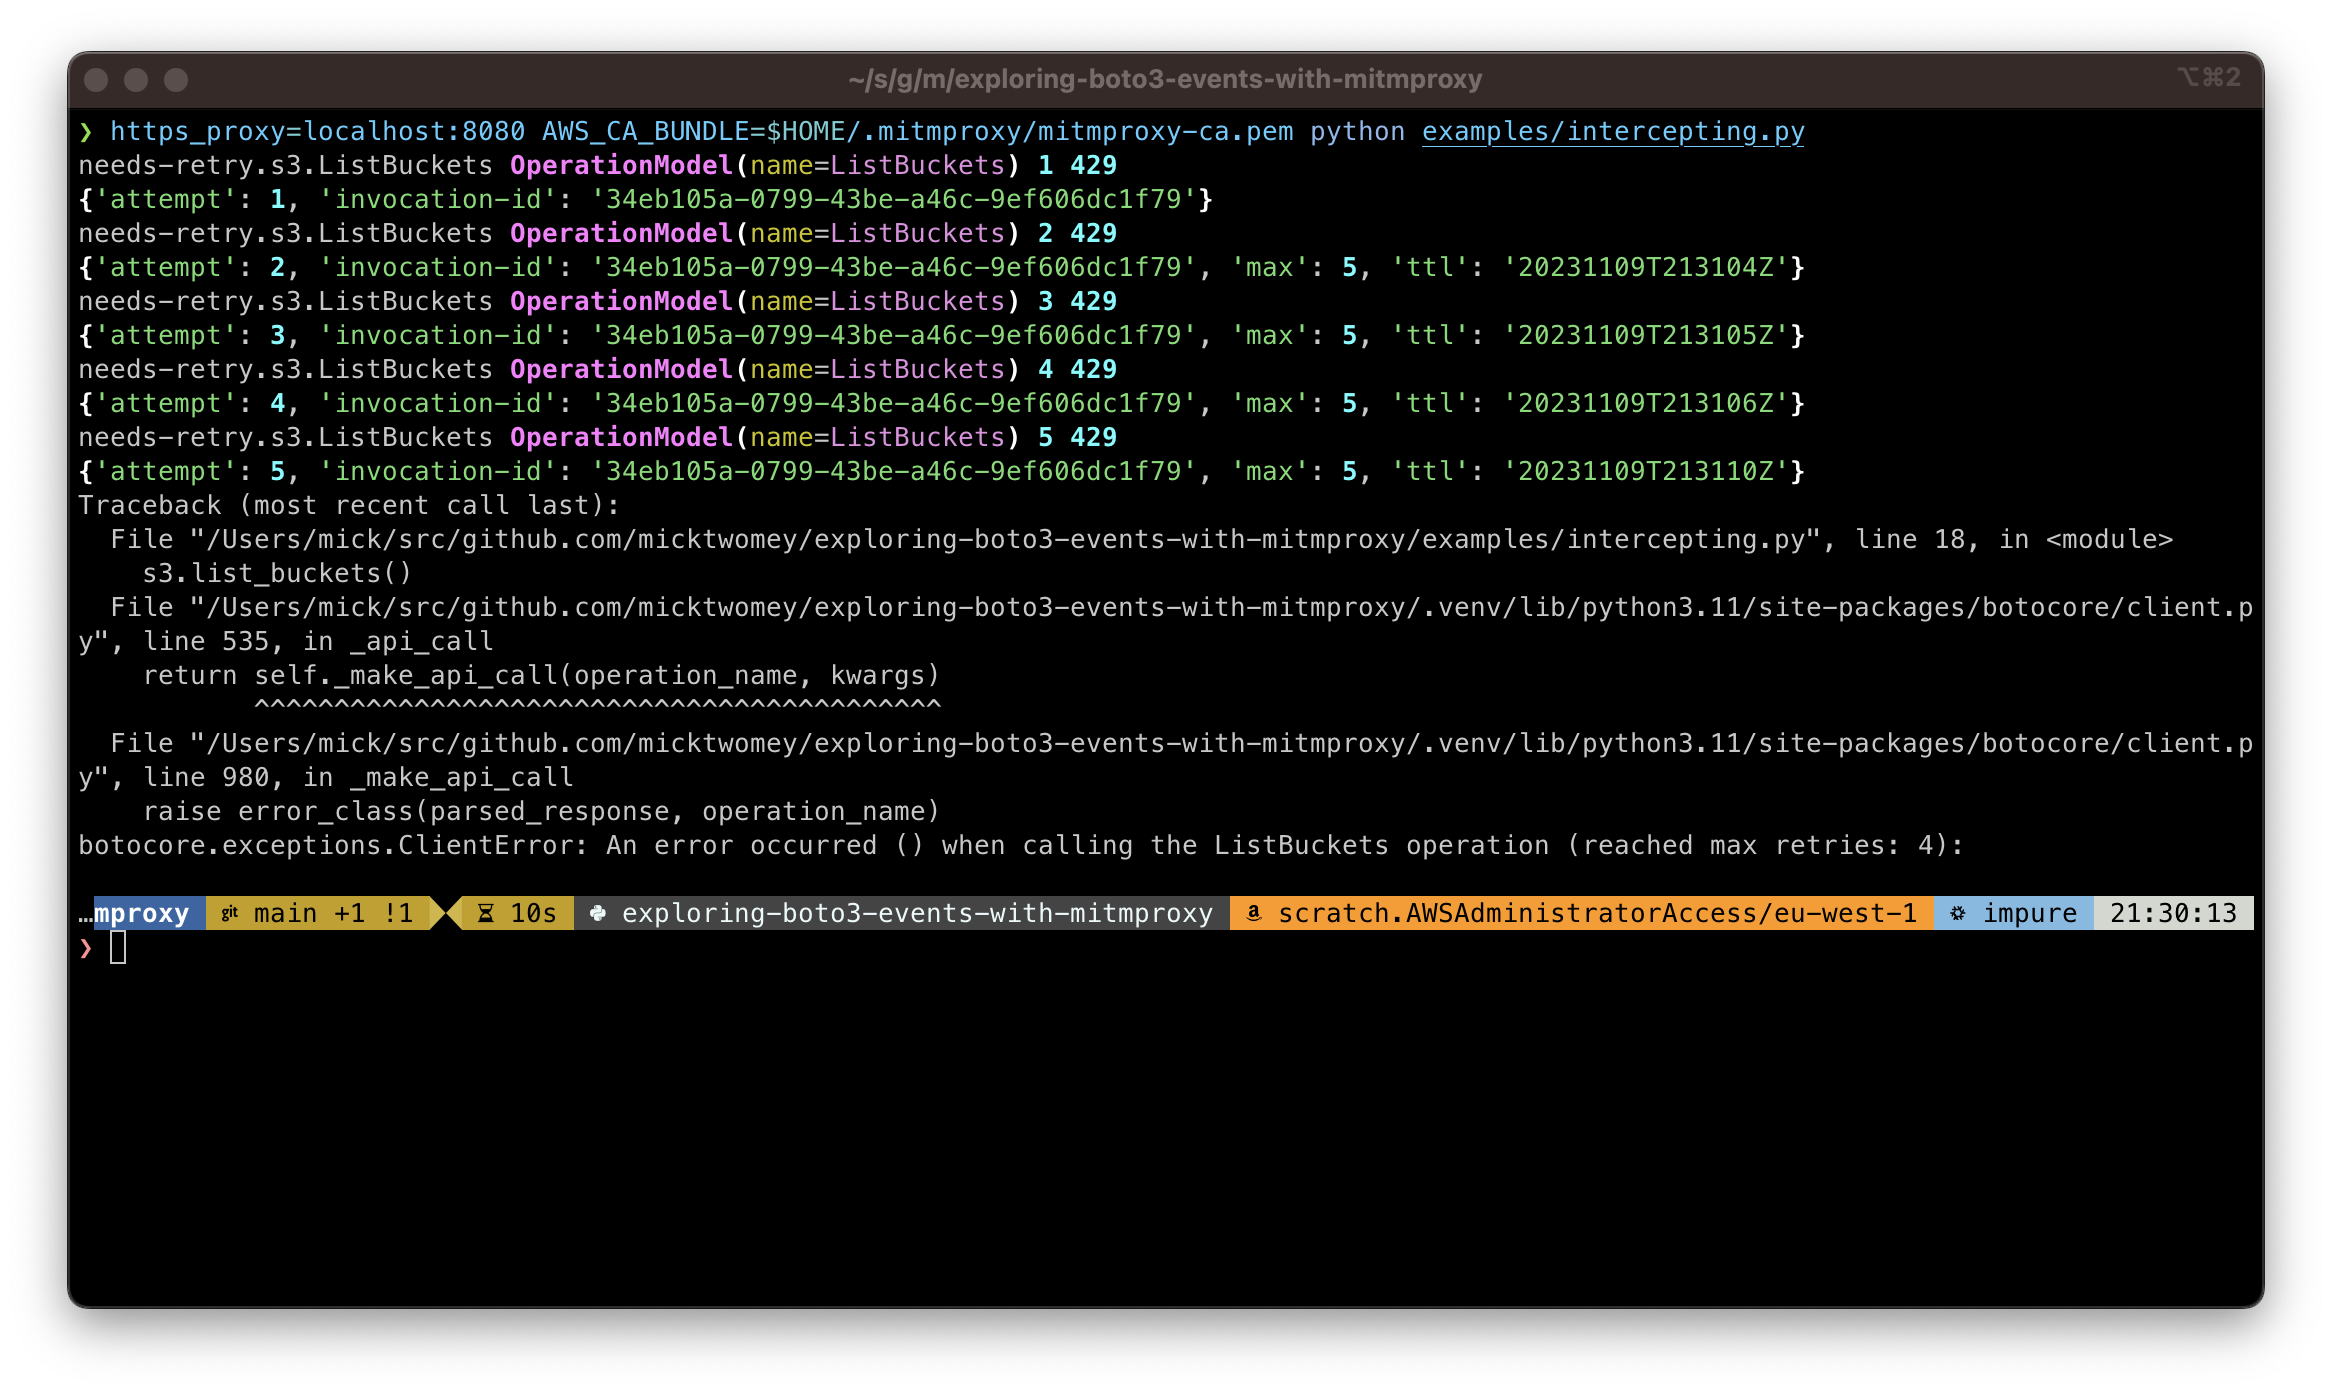 ~/s/g/m/exploring-boto3-events-with-mitmproxy ⌥⌘2
❯ https_proxy=localhost:8080 AWS_CA_BUNDLE=$HOME/.mitmproxy/mitmproxy-ca.pem python examples/intercepting.py
needs-retry.s3.ListBuckets OperationModel(name=ListBuckets) 1 429
{'attempt': 1, 'invocation-id': '34eb105a-0799-43be-a46c-9ef606dc1f79'}
needs-retry.s3.ListBuckets OperationModel(name=ListBuckets) 2 429
{'attempt': 2, 'invocation-id': '34eb105a-0799-43be-a46c-9ef606dc1f79', 'max': 5, 'ttl': '20231109T213104Z'}
needs-retry.s3.ListBuckets OperationModel(name=ListBuckets) 3 429
{'attempt': 3, 'invocation-id': '34eb105a-0799-43be-a46c-9ef606dc1f79', 'max': 5, 'ttl': '20231109T213105Z'}
needs-retry.s3.ListBuckets OperationModel(name=ListBuckets) 4 429
{'attempt': 4, 'invocation-id': '34eb105a-0799-43be-a46c-9ef606dc1f79', 'max': 5, 'ttl': '20231109T213106Z'}
needs-retry.s3.ListBuckets OperationModel(name=ListBuckets) 5 429
{'attempt': 5, 'invocation-id': '34eb105a-0799-43be-a46c-9ef606dc1f79', 'max': 5, 'ttl': '20231109T213110Z'}
Traceback (most recent call last):
  File "/Users/mick/src/github.com/micktwomey/exploring-boto3-events-with-mitmproxy/examples/intercepting.py", line 18, in <module>
    s3.list_buckets()
  File "/Users/mick/src/github.com/micktwomey/exploring-boto3-events-with-mitmproxy/.venv/lib/python3.11/site-packages/botocore/client.p
y", line 535, in _api_call
    return self._make_api_call(operation_name, kwargs)
           ^^^^^^^^^^^^^^^^^^^^^^^^^^^^^^^^^^^^^^^^^^^
  File "/Users/mick/src/github.com/micktwomey/exploring-boto3-events-with-mitmproxy/.venv/lib/python3.11/site-packages/botocore/client.p
y", line 980, in _make_api_call
    raise error_class(parsed_response, operation_name)
botocore.exceptions.ClientError: An error occurred () when calling the ListBuckets operation (reached max retries: 4):
…mproxy git main +1 !1 10s exploring-boto3-events-with-mitmproxy a scratch.AWSAdministratorAccess/eu-west-1 impure 21:30:13
❯